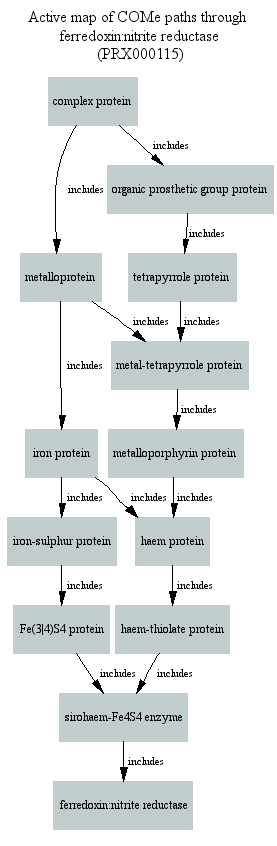 Active map of COMe paths through
ferredoxin:nitrite reductase
(PRX000115)
complex protein
includes
includes
organic prosthetic group protein
includes
metalloprotein
tetrapyrrole protein
includes
includes
includes
metal-tetrapyrrole protein
includes
iron protein
metalloporphyrin protein
includes
includes
includes
iron-sulphur protein
haem protein
includes
includes
Fe(3|4)S4 protein
haem-thiolate protein
includes
includes
sirohaem-Fe4S4 enzyme
includes
ferredoxin:nitrite reductase